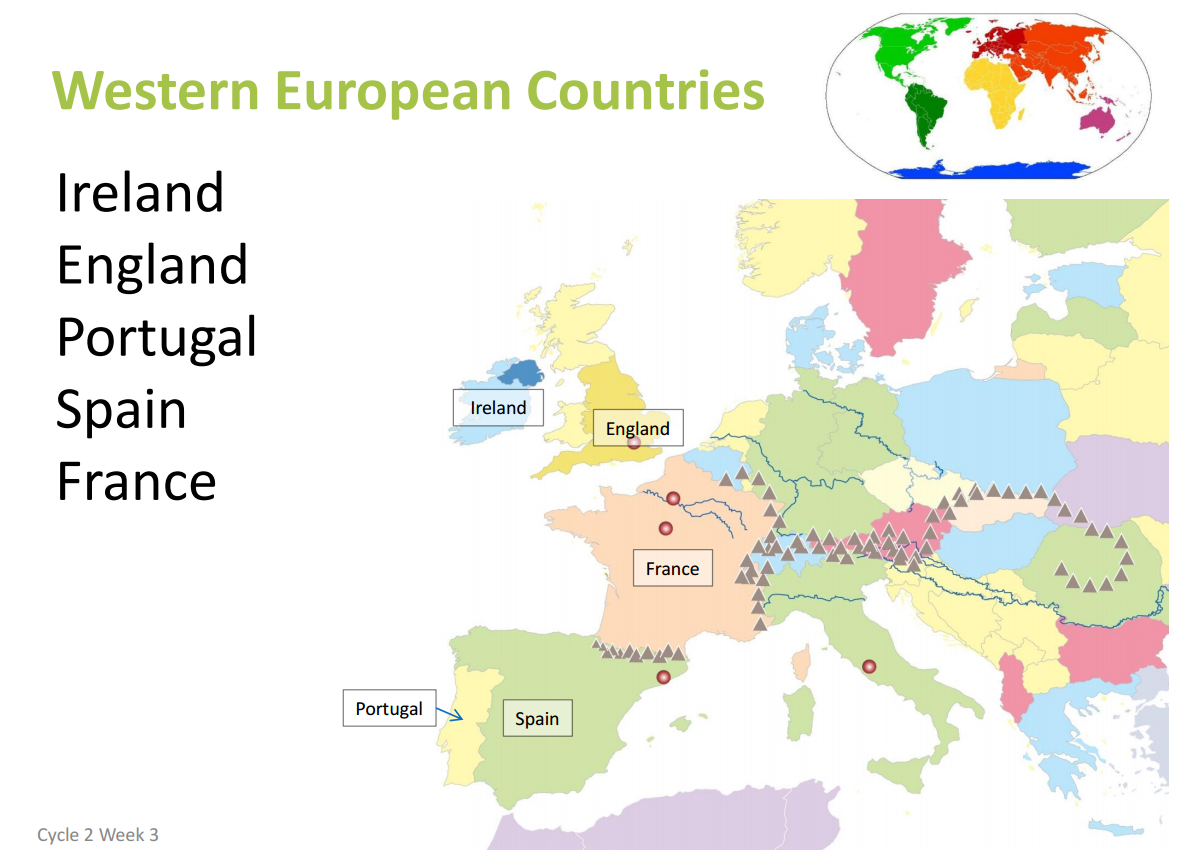 Western European Countries
Ireland
England
Portugal
Spain
France
Ireland
England
France
Portugal
Spain
Cycle 2 Week 3